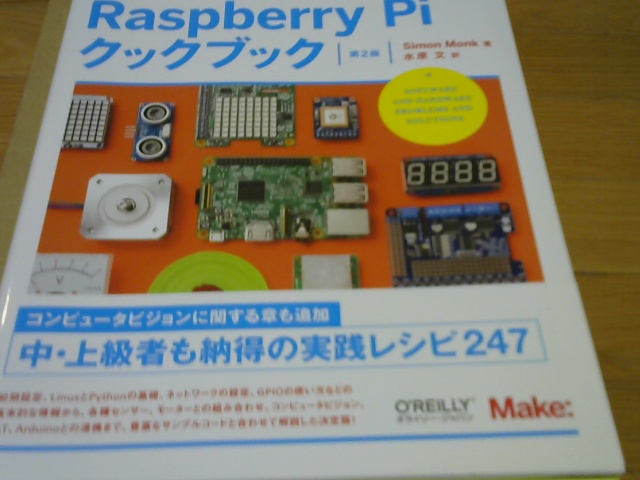 Raspberry Pi
クックブック
第2版
Simon Monk 著
水原 文 訳
SOFTWARE
AND HARDWARE
PROBLEMS AND
SOLUTIONS
8888
V
コンピュータビジョンに関する章も追加
中・上級者も納得の実践レシピ247
初期設定、LinuxとPythonの基礎、ネットワークの設定、GPIOの使い方などの
基本的な情報から、各種センサー、モーターとの組み合わせ、コンピュータビジョン、
IoT、Arduinoとの連携まで、豊富なサンプルコードと合わせて解説した決定版!
O'REILLY
オライリー・ジャパン
Make: